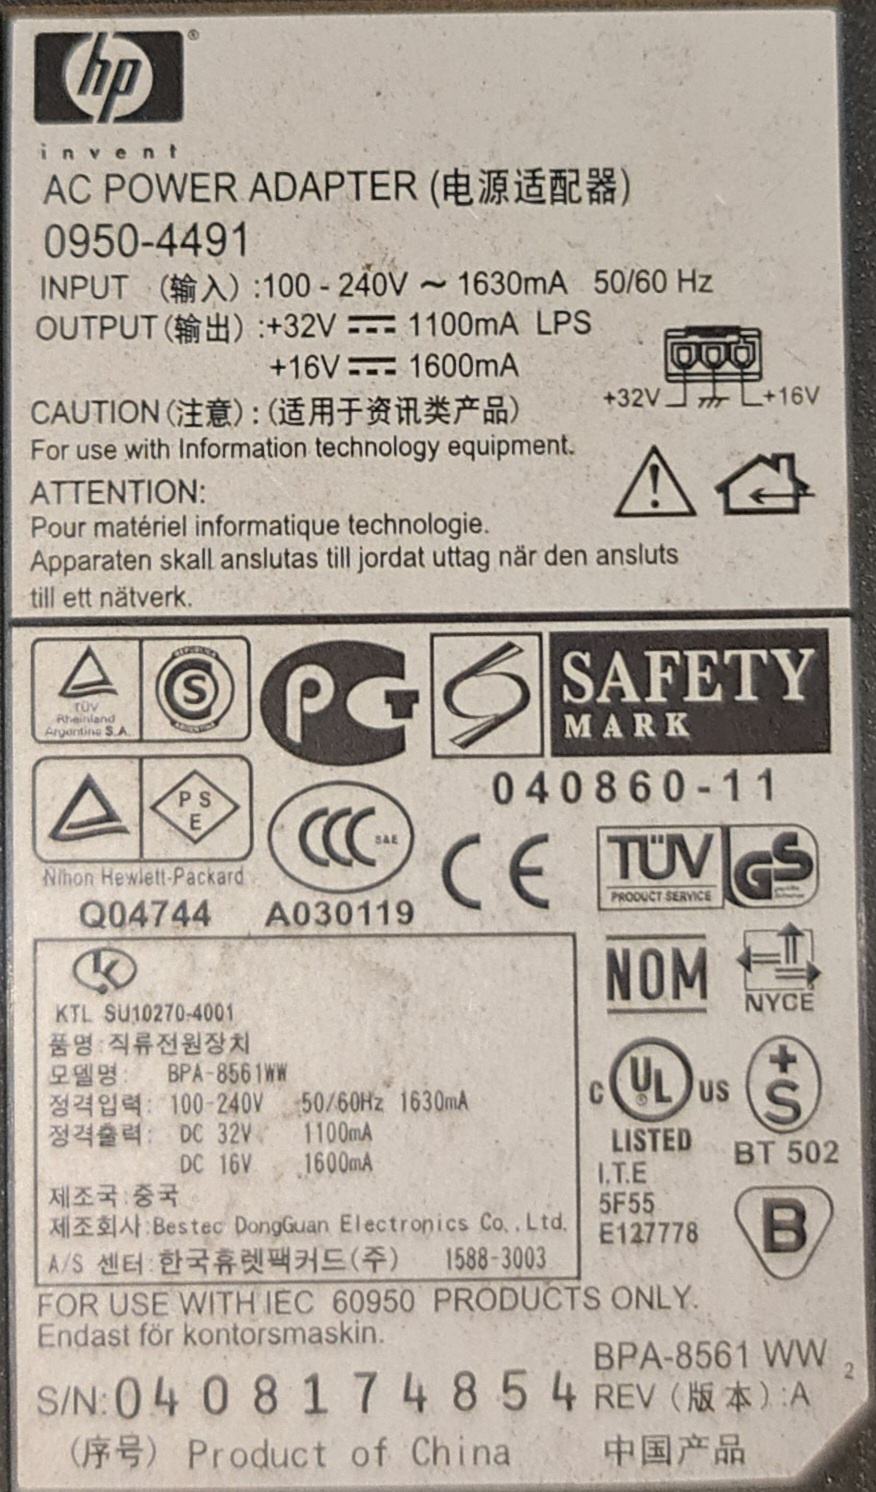 hp®
invent
AC POWER ADAPTER (电源适配器)
0950-4491
INPUT (输入) :100 - 240V ~ 1630mA 50/60 Hz
OUTPUT (输出) :+32V ⎓ 1100mA LPS
+16V ⎓ 1600mA
+32V +16V
CAUTION (注意) : (适用于资讯类产品)
For use with Information technology equipment.
ATTENTION:
Pour matériel informatique technologie.
Apparaten skall anslutas till jordat uttag när den ansluts
till ett nätverk.
TÜV
Rheinland
Argentina S.A.
REPUBLICA
S
ARGENTINA
PCT
SAFETY
MARK
040860-11
PS
E
Nihon Hewlett-Packard
Q04744
CCC S&E
A030119
CE
TÜV
PRODUCT SERVICE
GS
NOM
NYCE
KTL SU10270-4001
품명:직류전원장치
모델명: BPA-8561WW
정격입력: 100-240V 50/60Hz 1630mA
정격출력: DC 32V 1100mA
DC 16V 1600mA
제조국:중국
제조회사:Bestec DongGuan Electronics Co.,Ltd.
A/S 센터:한국휴렛팩커드(주) 1588-3003
C UL® US
LISTED
I.T.E
5F55
E127778
+S
BT 502
B
FOR USE WITH IEC 60950 PRODUCTS ONLY.
Endast för kontorsmaskin.
BPA-8561 WW 2
S/N:0408174854 REV (版本) :A
(序号) Product of China 中国产品